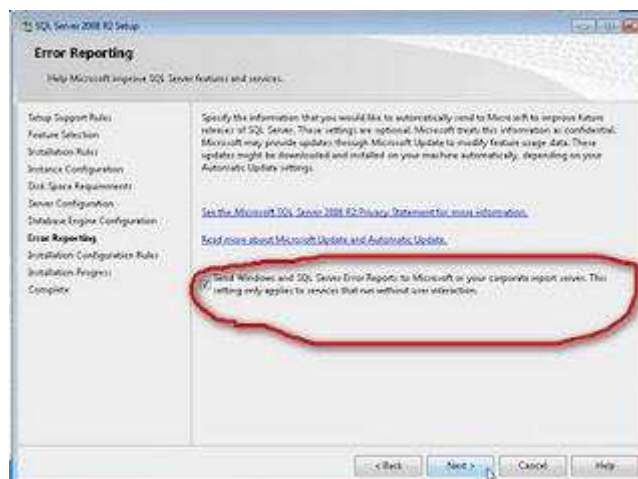 SQL Server 2008 R2 Setup
Error Reporting
Help Microsoft improve SQL Server features and services.
Setup Support Rules
Feature Selection
Installation Rules
Instance Configuration
Disk Space Requirements
Server Configuration
Database Engine Configuration
Error Reporting
Installation Configuration Rules
Installation Progress
Complete
Specify the information that you would like to automatically send to Microsoft to improve future
releases of SQL Server. These settings are optional. Microsoft treats this information as confidential.
Microsoft may provide updates through Microsoft Update to modify feature usage data. These
updates might be downloaded and installed on your machine automatically, depending on your
Automatic Update settings.
See the Microsoft SQL Server 2008 R2 Privacy Statement for more information.
Read more about Microsoft Update and Automatic Update.
Send Windows and SQL Server Error Reports to Microsoft or your corporate report server. This
setting only applies to services that run without user interaction.
< Back
Next >
Cancel
Help